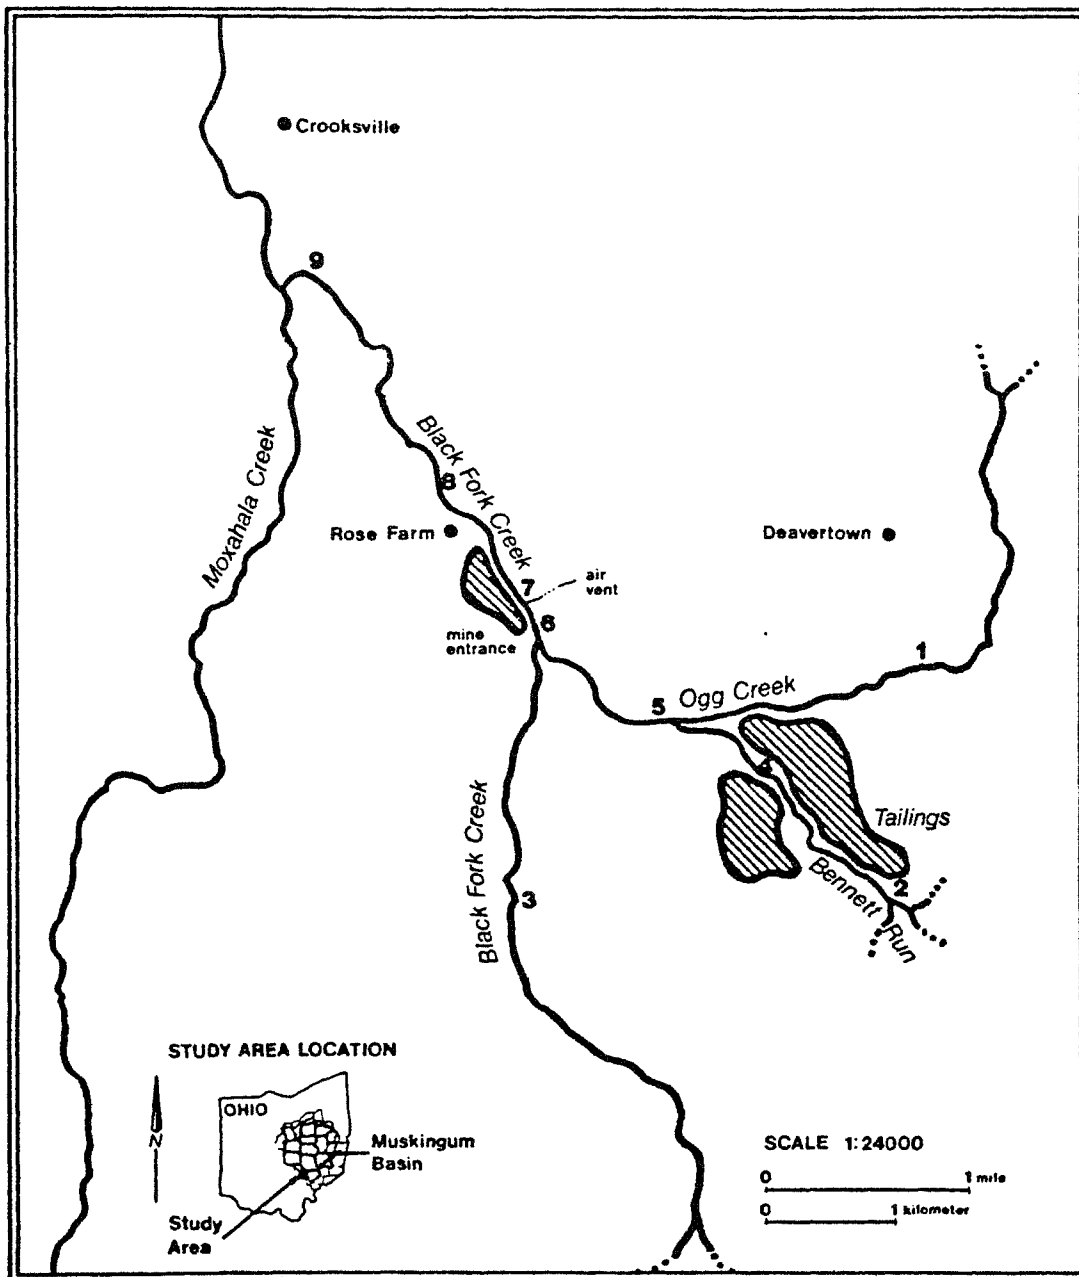 Crooksville
9
Moxahala Creek
Black Fork Creek
8
Rose Farm
Deavertown
7
air
vent
6
mine
entrance
1
5
Ogg Creek
4
Tailings
Bennett Run
2
Black Fork Creek
3
STUDY AREA LOCATION
N
OHIO
Muskingum
Basin
Study
Area
SCALE 1:24000
0 1 mile
0 1 kilometer